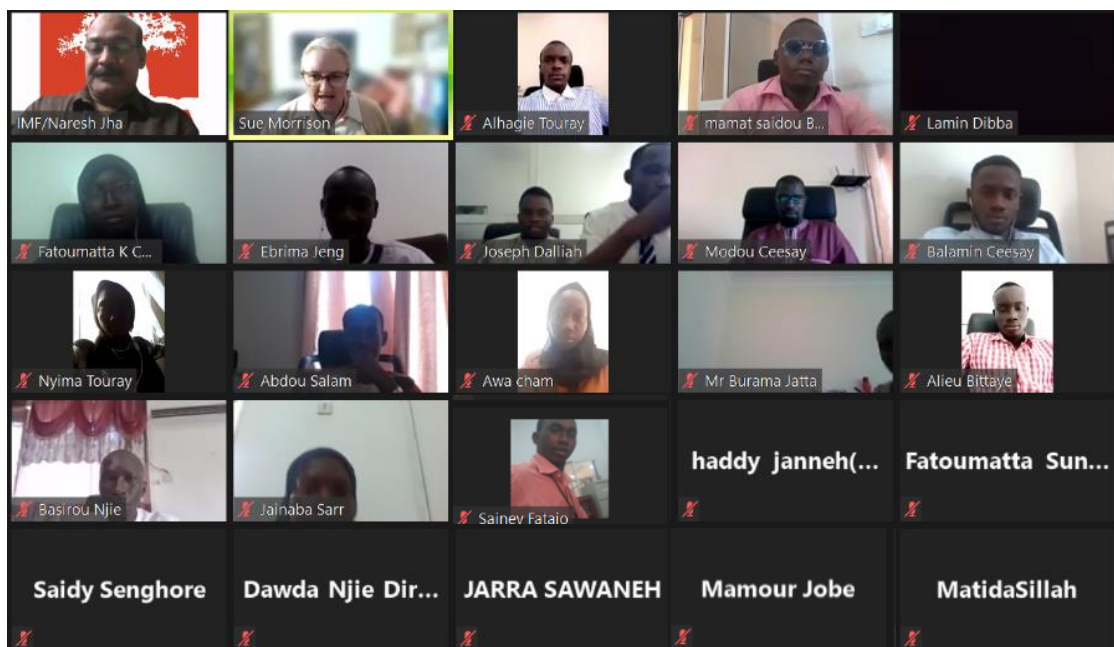 IMF/Naresh Jha
Sue Morrison
Alhagie Touray
mamat saidou B...
Lamin Dibba
Fatoumatta K C...
Ebrima Jeng
Joseph Dalliah
Modou Ceesay
Balamin Ceesay
Nyima Touray
Abdou Salam
Awa cham
Mr Burama Jatta
Alieu Bittaye
Basirou Njie
Jainaba Sarr
Sainey Fataio
haddy janneh(...
Fatoumatta Sun...
Saidy Senghore
Dawda Njie Dir...
JARRA SAWANEH
Mamour Jobe
MatidaSillah